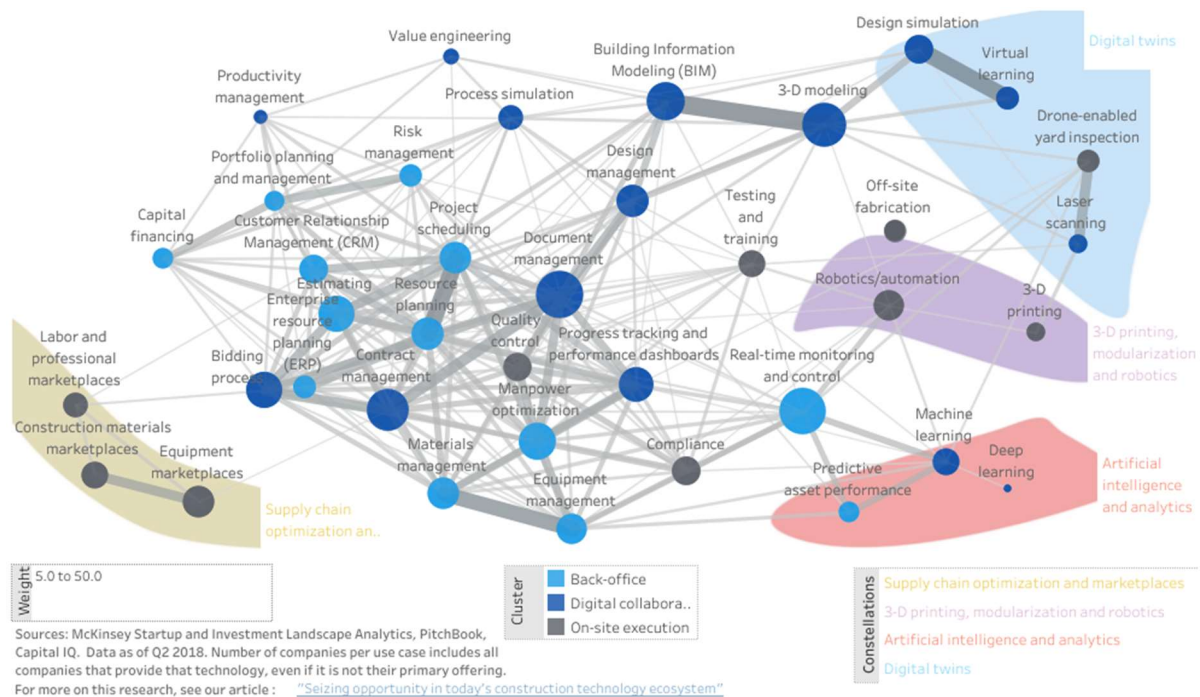 Design simulation
Value engineering
Building Information
Modeling (BIM)
Virtual
learning
Digital twins
Productivity
management
Process simulation
3-D modeling
Drone-enabled
yard inspection
Risk
management
Portfolio planning
and management
Design
management
Off-site
fabrication
Testing
and
training
Laser
scanning
Capital
financing
Customer Relationship
Management (CRM)
Project
scheduling
Document
management
Estimating
Resource
planning
Robotics/automation
3-D
printing
Enterprise
resource
planning
(ERP)
Quality
control
Progress tracking and
performance dashboards
3-D printing,
modularization
and robotics
Labor and
professional
marketplaces
Bidding
process
Contract
management
Real-time monitoring
and control
Manpower
optimization
Construction materials
marketplaces
Equipment
marketplaces
Materials
management
Compliance
Machine
learning
Deep
learning
Equipment
management
Predictive
asset performance
Artificial
intelligence
and analytics
Supply chain
optimization an..
Weight
5.0 to 50.0
Cluster
Back-office
Digital collabora..
On-site execution
Constellations
Supply chain optimization and marketplaces
3-D printing, modularization and robotics
Artificial intelligence and analytics
Digital twins
Sources: McKinsey Startup and Investment Landscape Analytics, PitchBook,
Capital IQ. Data as of Q2 2018. Number of companies per use case includes all
companies that provide that technology, even if it is not their primary offering.
For more on this research, see our article : "Seizing opportunity in today's construction technology ecosystem"